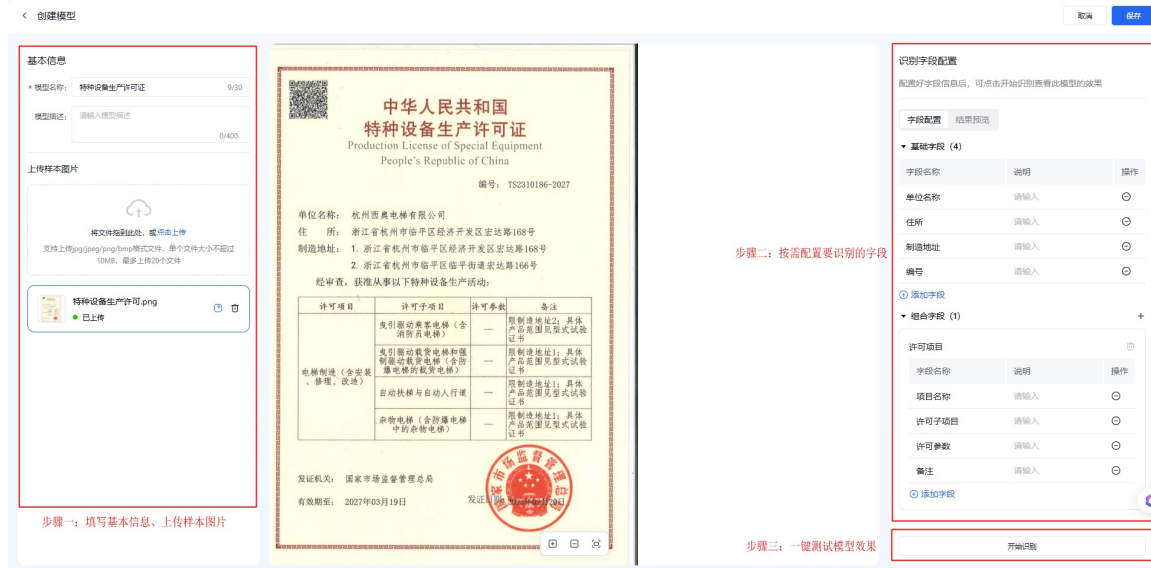 创建模型
取消
保存
基本信息
* 模型名称: 特种设备生产许可证 9/30
模型描述: 请输入模型描述
0/400
上传样本图片
将文件拖到此处, 或点击上传
支持上传jpg/jpeg/png/bmp格式文件, 单个文件大小不超过
10MB, 最多上传20个文件
特种设备生产许可.png
已上传
步骤一: 填写基本信息、上传样本图片
中华人民共和国
特种设备生产许可证
Production License of Special Equipment
People's Republic of China
编号: TS2310186-2027
单位名称: 杭州西奥电梯有限公司
住 所: 浙江省杭州市临平区经济开发区宏达路168号
制造地址: 1. 浙江省杭州市临平区经济开发区宏达路168号
2. 浙江省杭州市临平区临平街道宏达路166号
经审查, 获准从事以下特种设备生产活动:
许可项目 许可子项目 许可参数 备注
电梯制造 (含安装
、修理、改造)
曳引驱动乘客电梯 (含
消防员电梯)
—
限制造地址2; 具体
产品范围见型式试验
证书
曳引驱动载货电梯和强
制驱动载货电梯 (含防
爆电梯的载货电梯)
—
限制造地址1; 具体
产品范围见型式试验
证书
自动扶梯与自动人行道
—
限制造地址1; 具体
产品范围见型式试验
证书
杂物电梯 (含防爆电梯
中的杂物电梯)
—
限制造地址1; 具体
产品范围见型式试验
证书
发证机关: 国家市场监督管理总局
有效期至: 2027年03月19日
发证日期:
国家市场监督管理总局
步骤二: 按需配置要识别的字段
步骤三: 一键测试模型效果
识别字段配置
配置好字段信息后, 可点击开始识别查看此模型的效果
字段配置 结果预览
基础字段 (4)
字段名称 说明 操作
单位名称 请输入
住所 请输入
制造地址 请输入
编号 请输入
添加字段
组合字段 (1)
许可项目
字段名称 说明 操作
项目名称 请输入
许可子项目 请输入
许可参数 请输入
备注 请输入
添加字段
开始识别